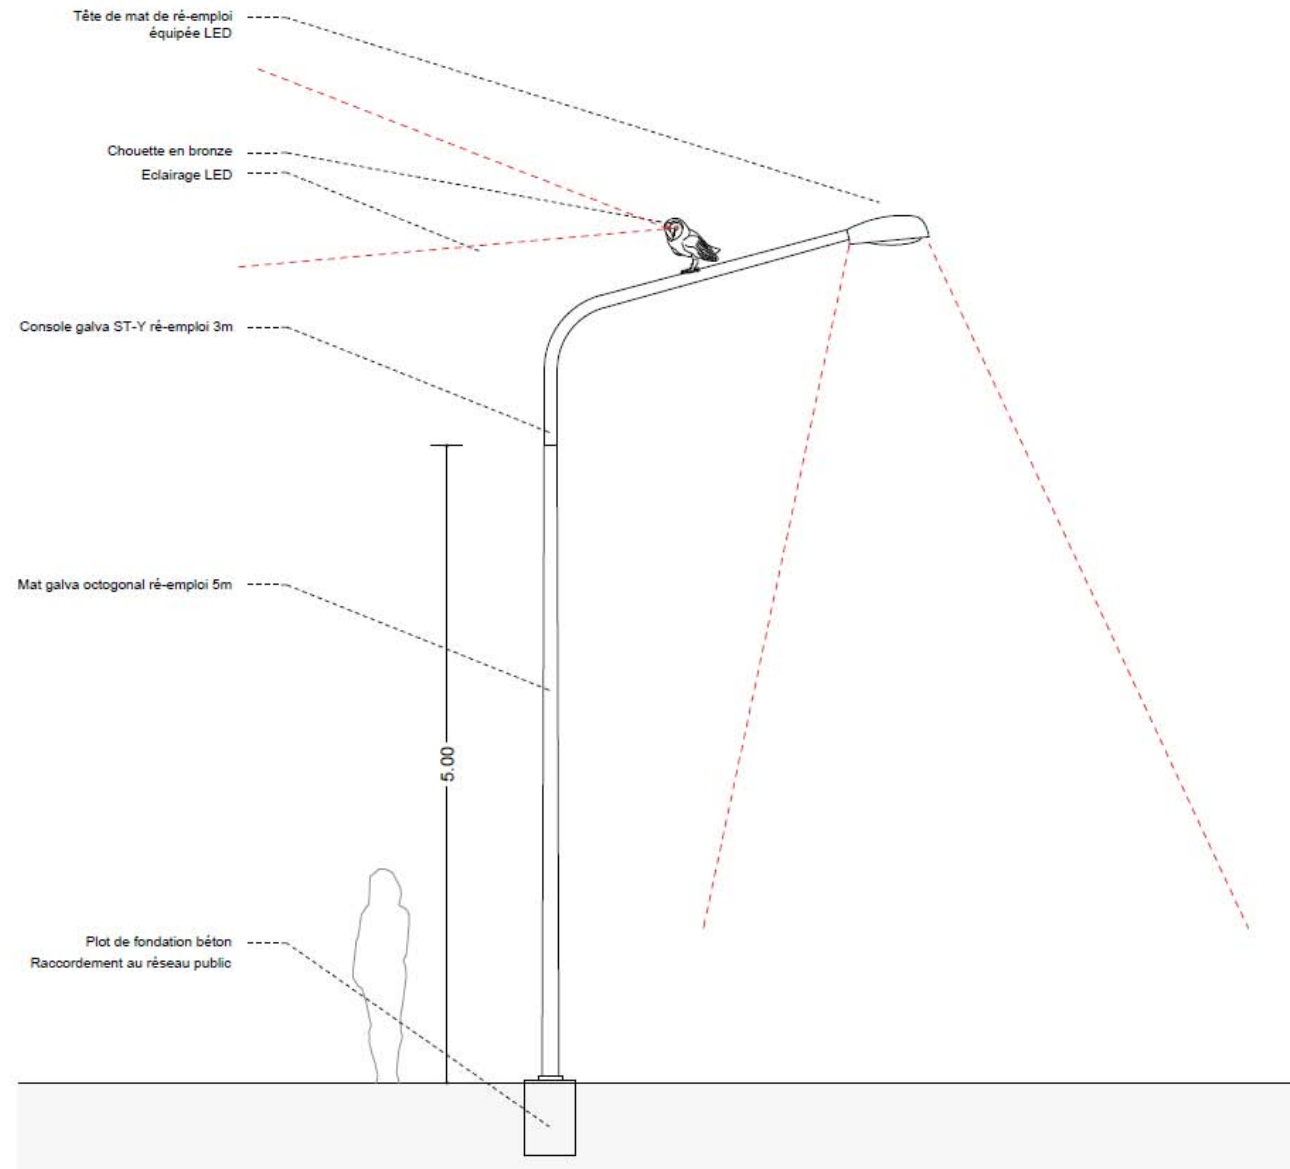 Tête de mat de ré-emploi
équipée LED
Chouette en bronze
Eclairage LED
Console galva ST-Y ré-emploi 3m
Mat galva octogonal ré-emploi 5m
5.00
Plot de fondation béton
Raccordement au réseau public